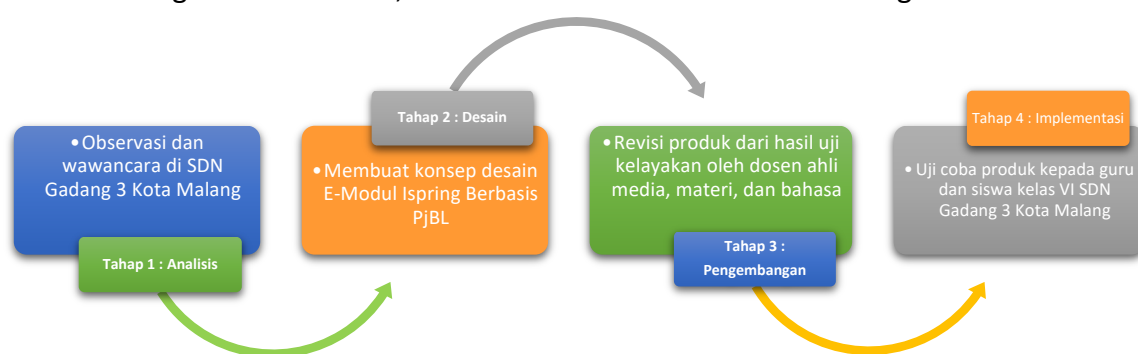 • Observasi dan
wawancara di SDN
Gadang 3 Kota Malang
Tahap 1 : Analisis
Tahap 2 : Desain
• Membuat konsep desain
E-Modul Ispring Berbasis
PjBL
• Revisi produk dari hasil uji
kelayakan oleh dosen ahli
media, materi, dan bahasa
Tahap 3 :
Pengembangan
Tahap 4 : Implementasi
• Uji coba produk kepada guru
dan siswa kelas VI SDN
Gadang 3 Kota Malang